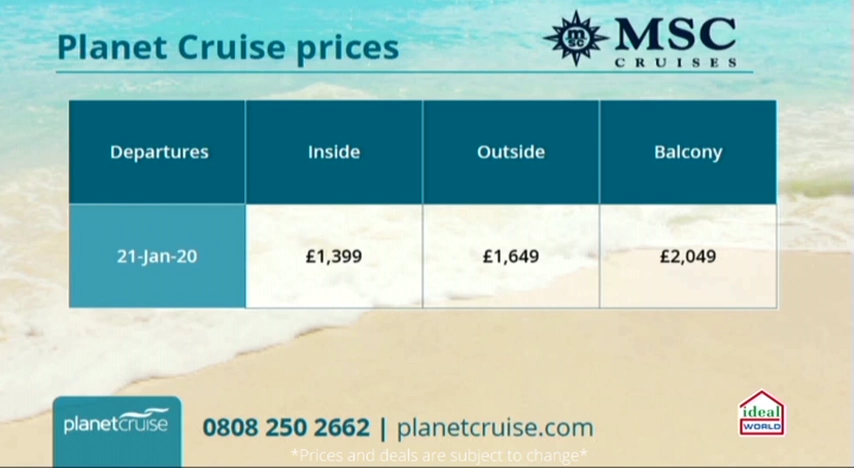 Planet Cruise prices
m
sc
MSC
CRUISES
Departures Inside Outside Balcony
21-Jan-20 £1,399 £1,649 £2,049
planetcruise
0808 250 2662 | planetcruise.com
ideal
WORLD
*Prices and deals are subject to change*